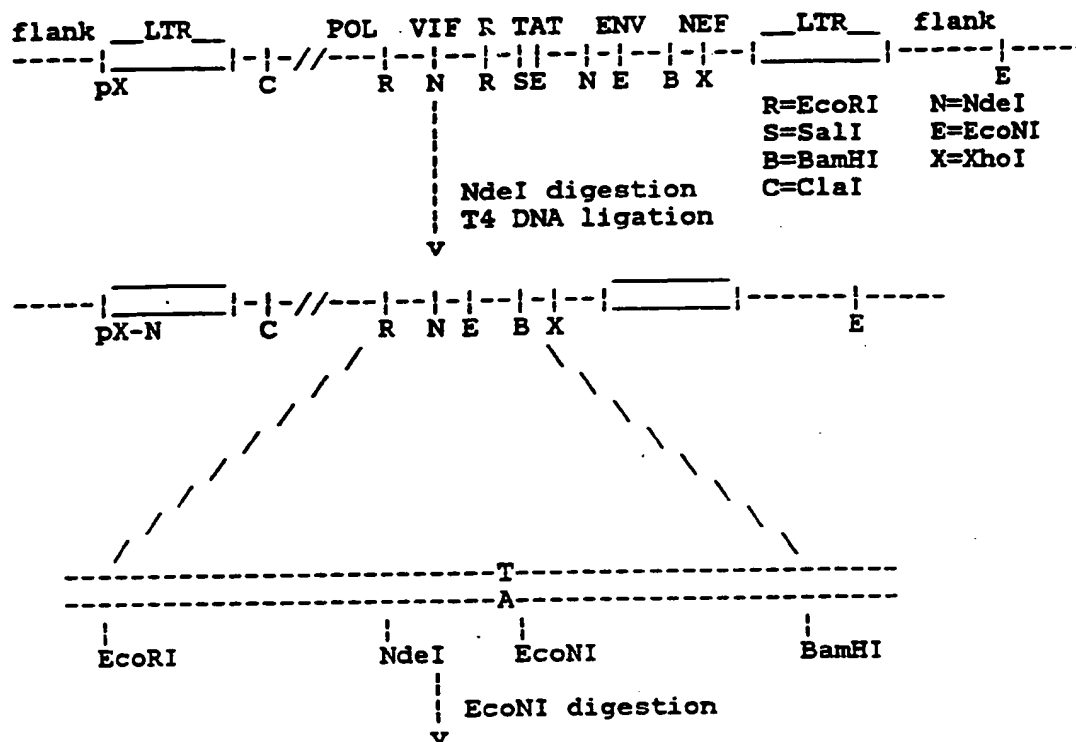 flank LTR POL VIF R TAT ENV NEF LTR flank
pX C R N R SE N E B X E
R=EcoRI N=NdeI
S=SalI E=EcoNI
B=BamHI X=XhoI
C=ClaI
NdeI digestion
T4 DNA ligation
V
pX-N C R N E B X E
T
A
EcoRI NdeI EcoNI BamHI
EcoNI digestion
V